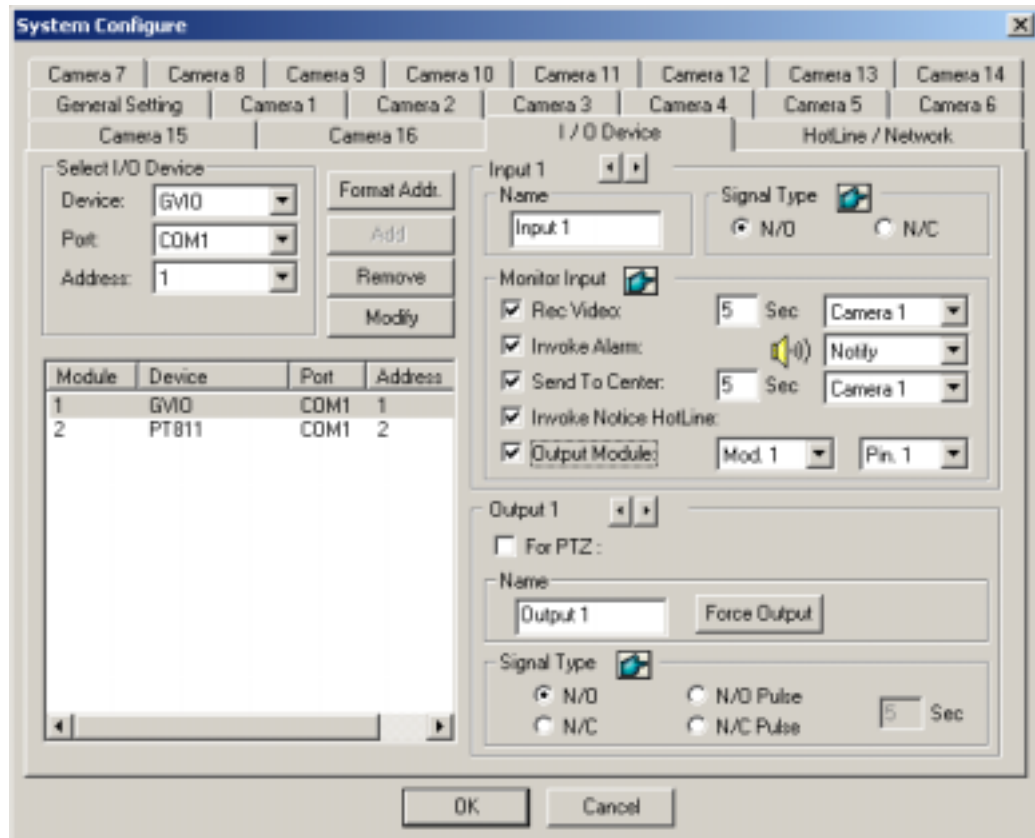 System Configure
Camera 7 Camera 8 Camera 9 Camera 10 Camera 11 Camera 12 Camera 13 Camera 14
General Setting Camera 1 Camera 2 Camera 3 Camera 4 Camera 5 Camera 6
Camera 15 Camera 16 I / O Device HotLine / Network
Select I/O Device
Device: GVIO
Port: COM1
Address: 1
Format Addr.
Add
Remove
Modify
Module Device Port Address
1 GVIO COM1 1
2 PT811 COM1 2
Input 1
Name
Input 1
Signal Type
N/O N/C
Monitor Input
Rec Video: 5 Sec Camera 1
Invoke Alarm: Notify
Send To Center: 5 Sec Camera 1
Invoke Notice HotLine:
Output Module: Mod. 1 Pin. 1
Output 1
For PTZ :
Name
Output 1 Force Output
Signal Type
N/O N/O Pulse
N/C N/C Pulse
5 Sec
OK Cancel